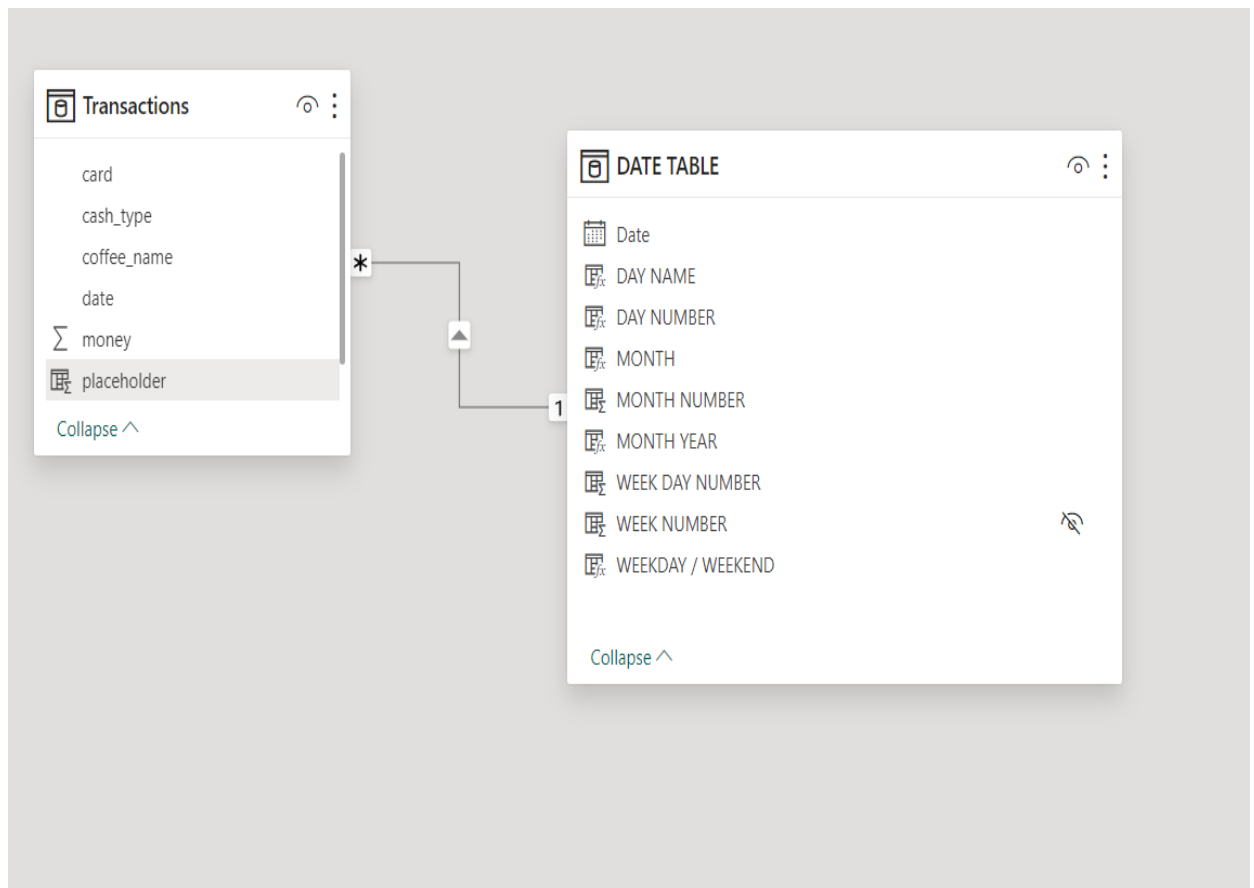 Transactions
card
cash_type
coffee_name
date
money
placeholder
Collapse
*
1
DATE TABLE
Date
DAY NAME
DAY NUMBER
MONTH
MONTH NUMBER
MONTH YEAR
WEEK DAY NUMBER
WEEK NUMBER
WEEKDAY / WEEKEND
Collapse